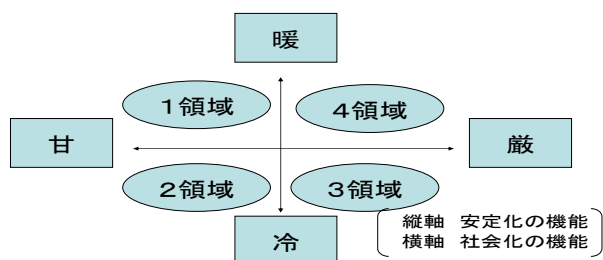 暖
1領域
4領域
甘
厳
2領域
3領域
冷
縦軸 安定化の機能
横軸 社会化の機能